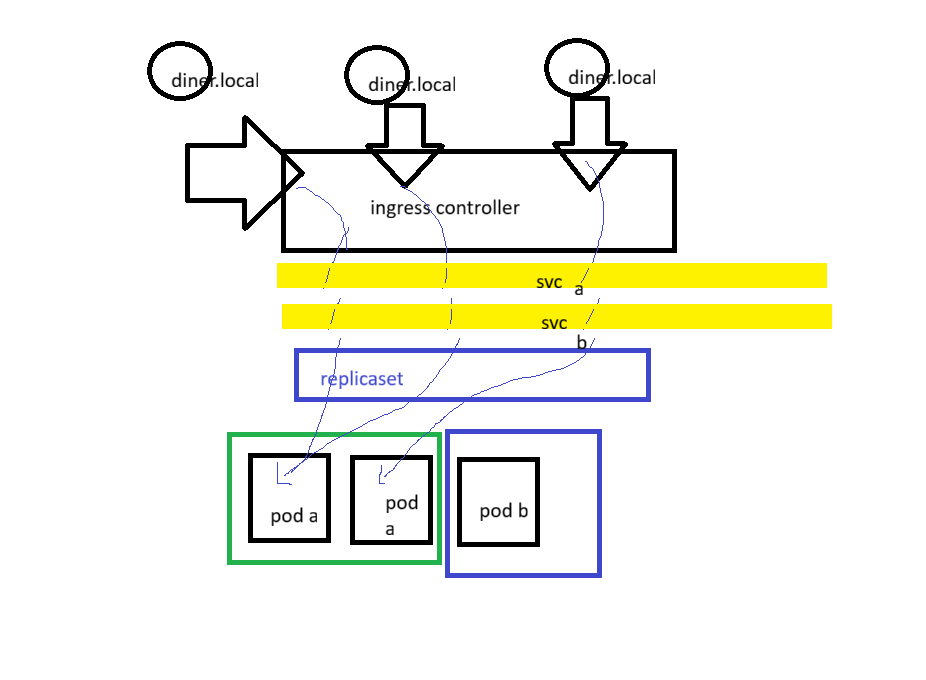 diner.local
diner.local
diner.local
ingress controller
svc a
svc b
replicaset
pod a
pod
a
pod b